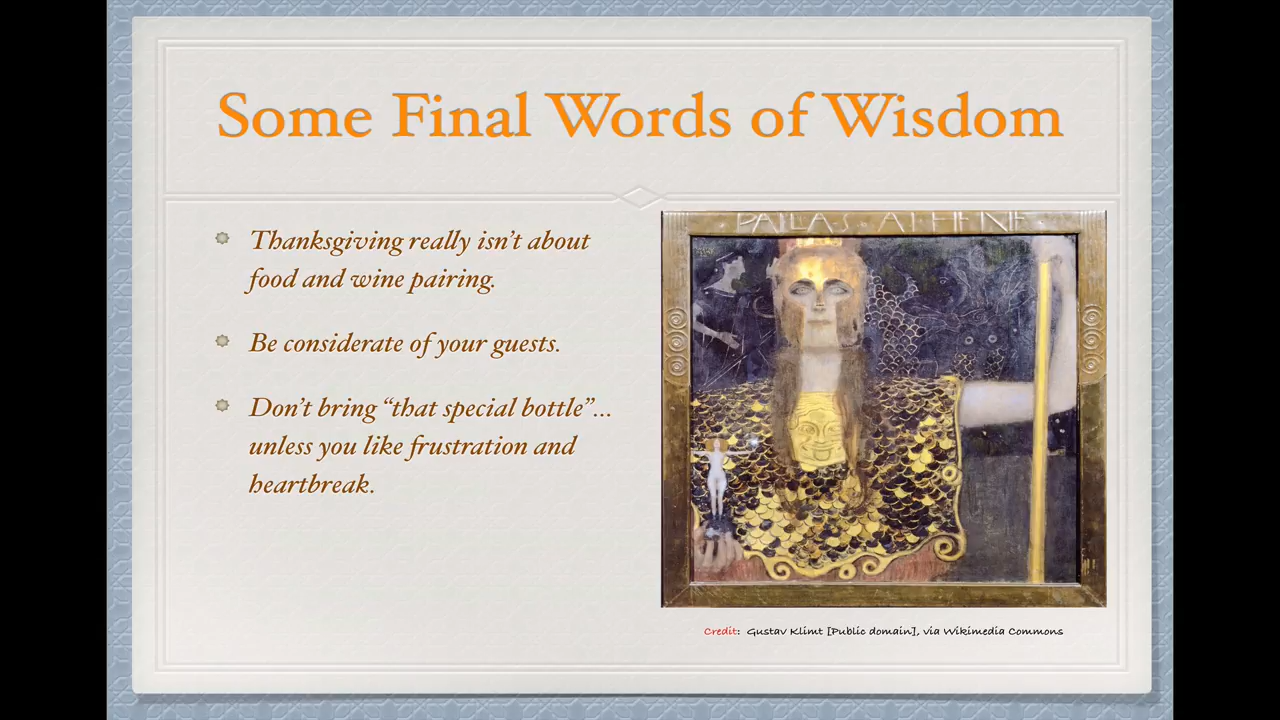 Some Final Words of Wisdom
Thanksgiving really isn't about
food and wine pairing.
Be considerate of your guests.
Don't bring “that special bottle”...
unless you like frustration and
heartbreak.
PALLAS · ATHENE
Credit: Gustav Klimt [Public domain], via Wikimedia Commons